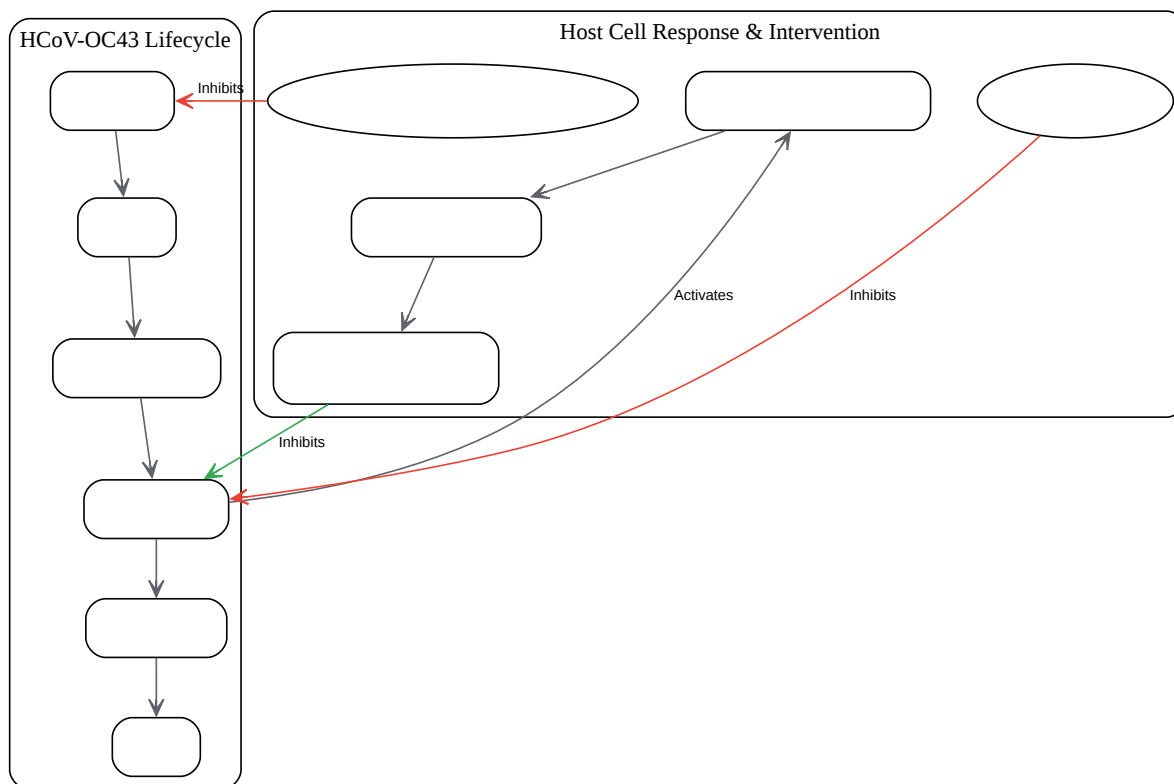 HCoV-OC43 Lifecycle
Host Cell Response & Intervention
Inhibits
Activates
Inhibits
Inhibits